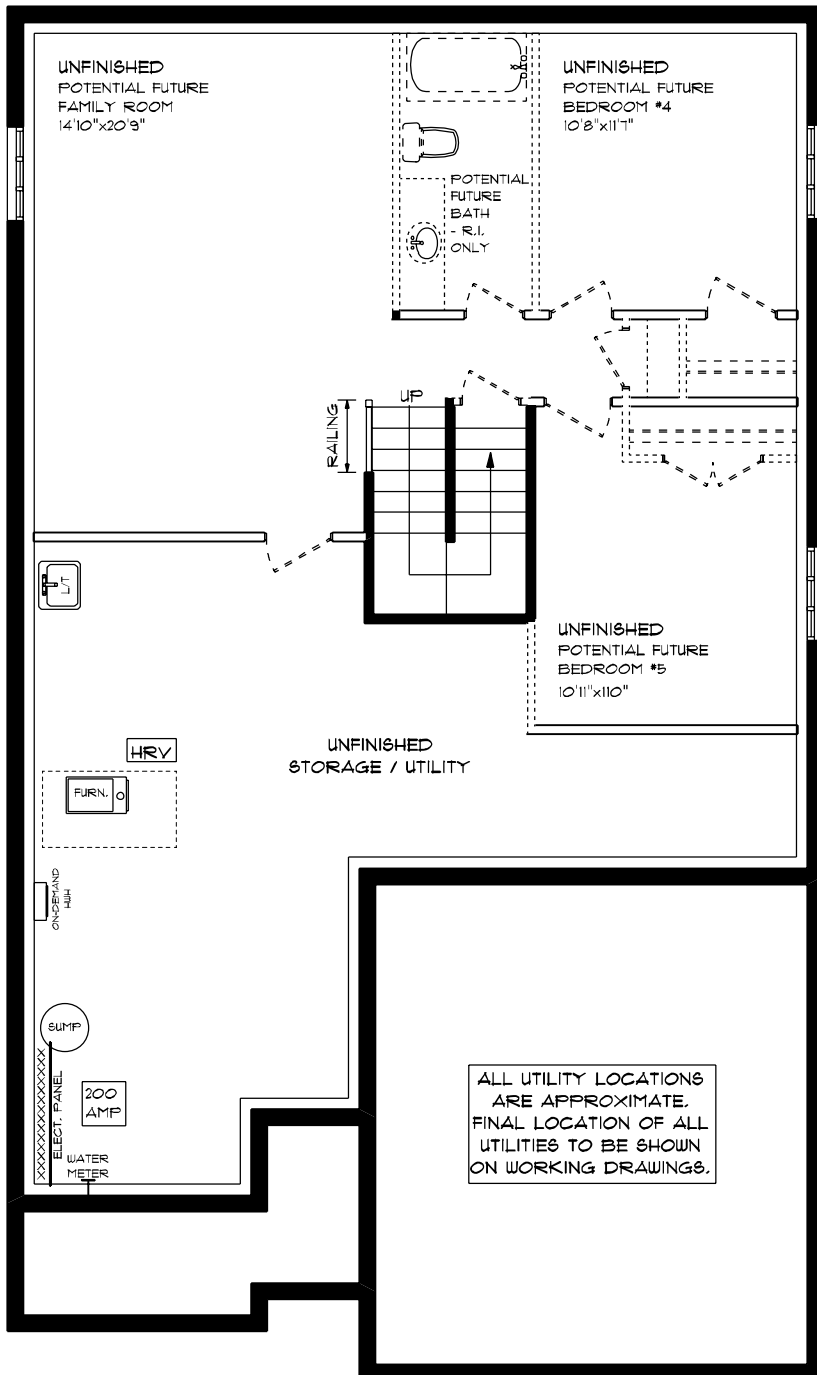 UNFINISHED
POTENTIAL FUTURE
FAMILY ROOM
14'10"x20'9"
UNFINISHED
POTENTIAL FUTURE
BEDROOM #4
10'8"x11'7"
POTENTIAL
FUTURE
BATH
- R.I.
ONLY
UP
RAILING
L/T
UNFINISHED
POTENTIAL FUTURE
BEDROOM #5
10'11"x110"
UNFINISHED
STORAGE / UTILITY
HRV
FURN.
ON-DEMAND
HWH
SUMP
ELECT. PANEL
200
AMP
WATER
METER
ALL UTILITY LOCATIONS
ARE APPROXIMATE.
FINAL LOCATION OF ALL
UTILITIES TO BE SHOWN
ON WORKING DRAWINGS.